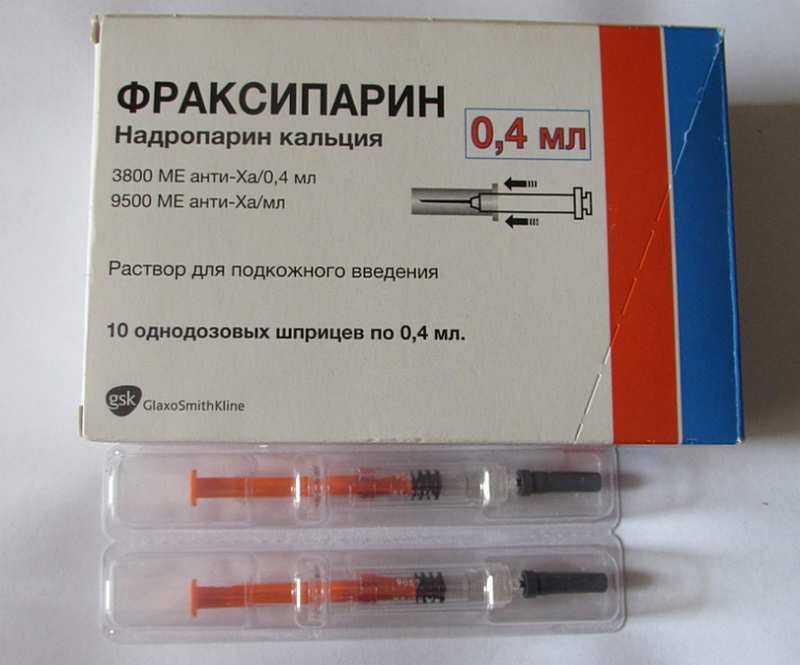 ФРАКСИПАРИН
Надропарин кальция
0,4 мл
3800 МЕ анти-Ха/0,4 мл
9500 МЕ анти-Ха/мл
Раствор для подкожного введения
10 однодозовых шприцев по 0,4 мл.
gsk GlaxoSmithKline